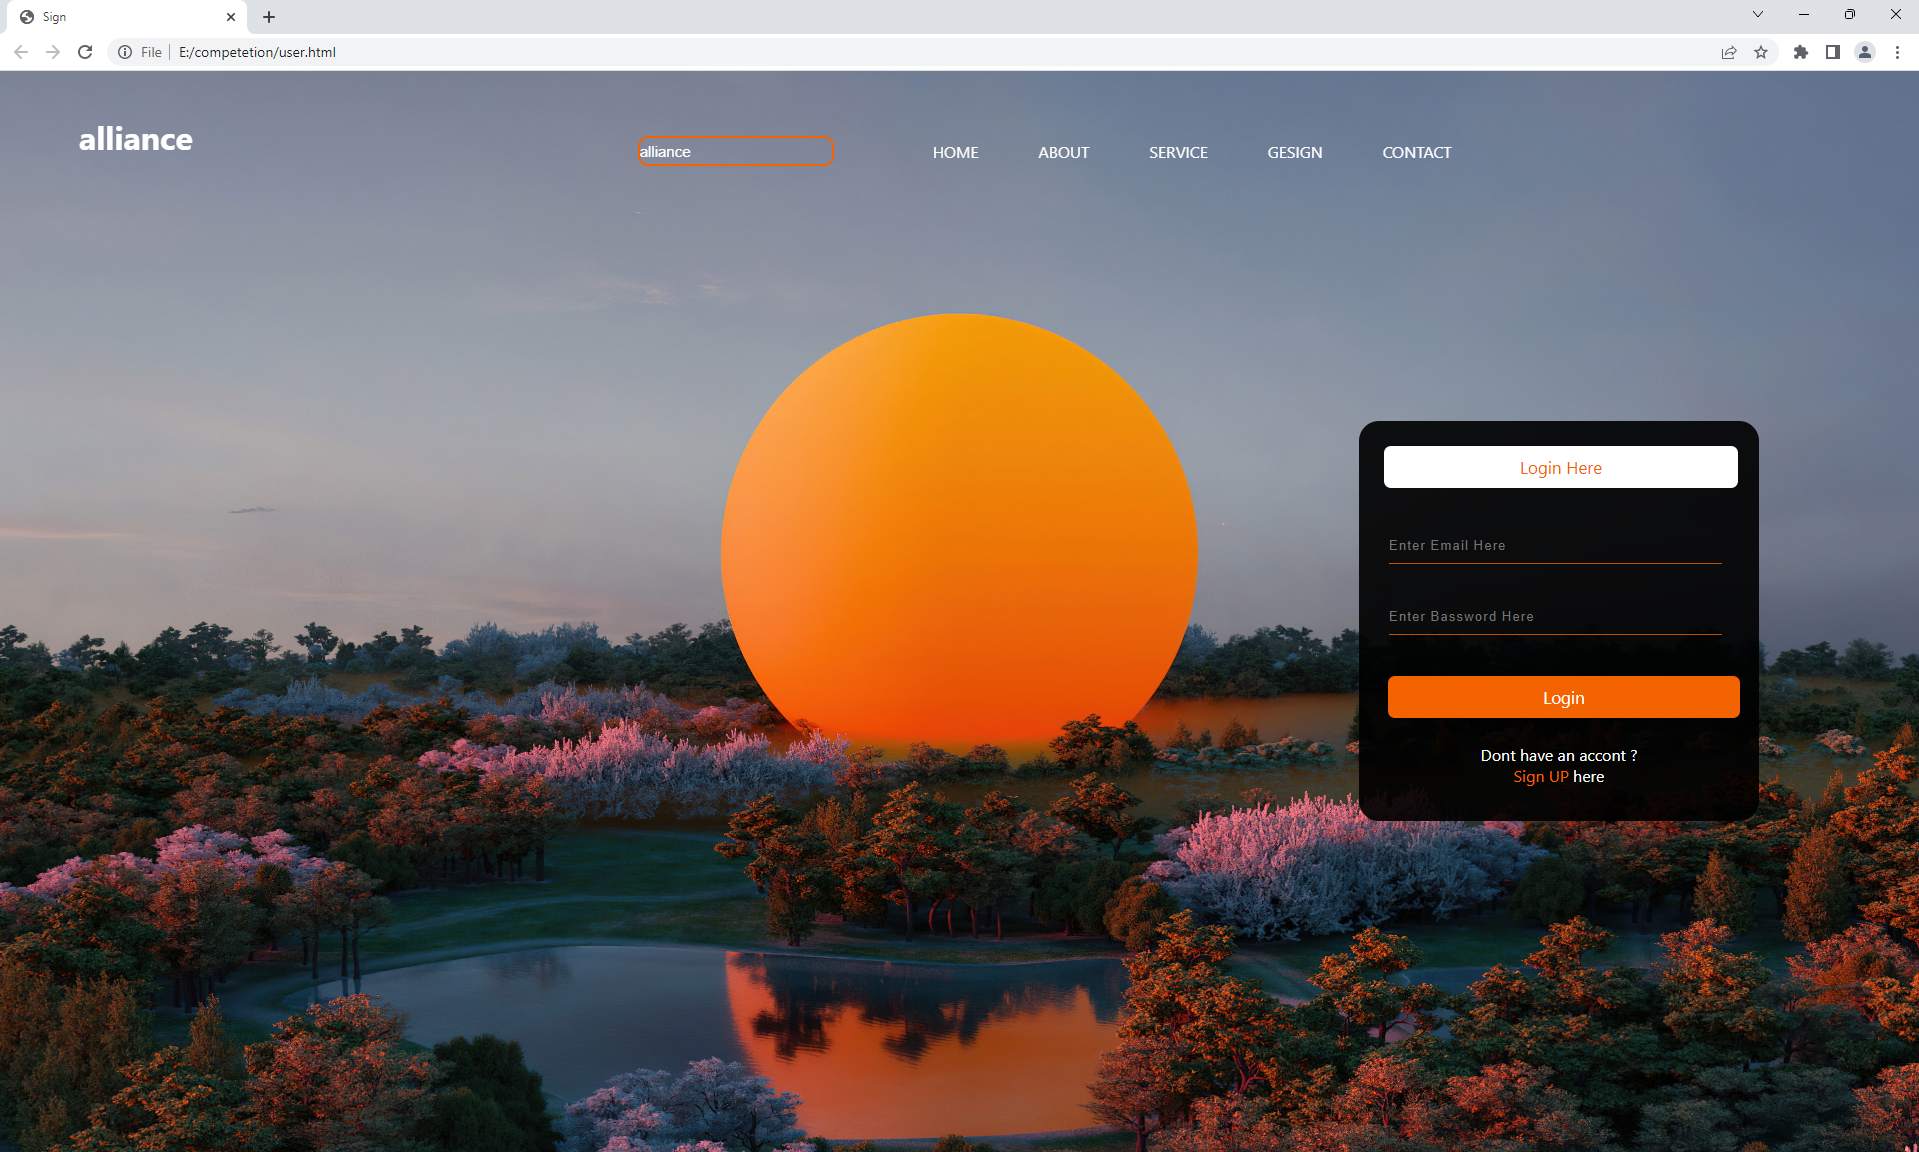 Sign
File
E:/competetion/user.html
alliance
alliance
HOME
ABOUT
SERVICE
GESIGN
CONTACT
Login Here
Enter Email Here
Enter Bassword Here
Login
Dont have an accont ?
Sign UP here